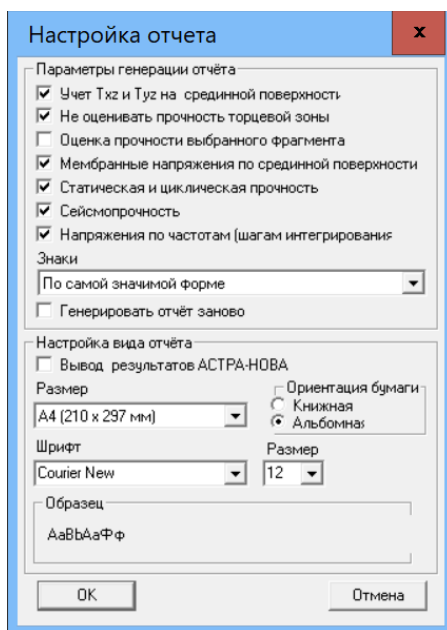 Настройка отчета
x
Параметры генерации отчёта
Учет Txz и Tyz на срединной поверхності
Не оценивать прочность торцевой зоны
Оценка прочности выбранного фрагмента
Мембранные напряжения по срединной поверхности
Статическая и циклическая прочность
Сейсмопрочность
Напряжения по частотам (шагам интегрирования
Знаки
По самой значимой форме
Генерировать отчёт заново
Настройка вида отчёта
Вывод результатов АСТРА-НОВА
Размер
A4 (210 x 297 мм)
Ориентация бумаги
Книжная
Альбомная
Шрифт
Courier New
Размер
12
Образец
АаBbАаФф
OK
Отмена